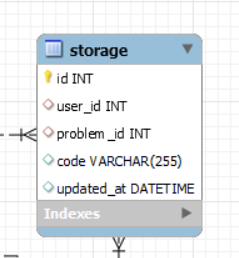 storage
id INT
user_id INT
problem_id INT
code VARCHAR(255)
updated_at DATETIME
Indexes